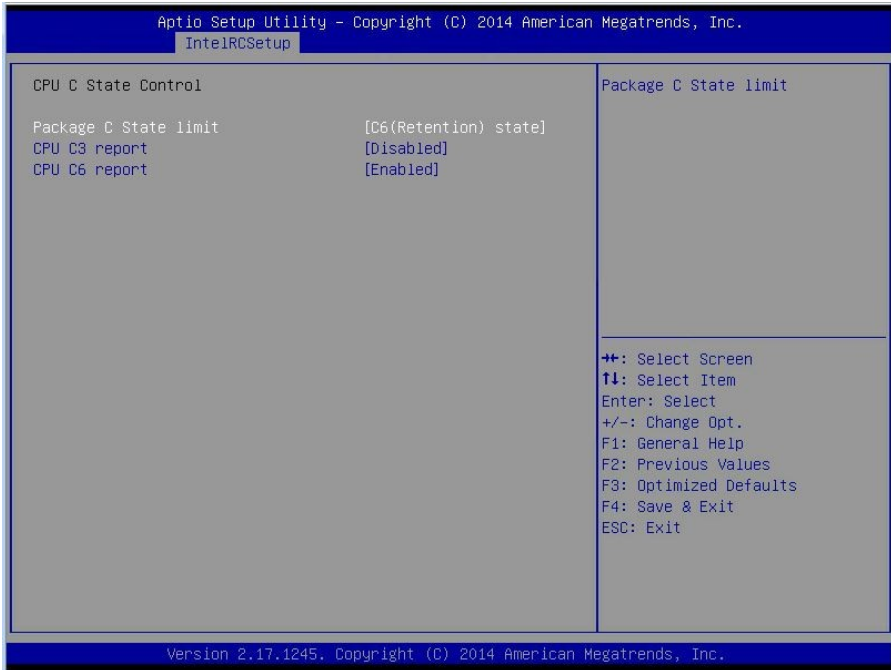 Aptio Setup Utility – Copyright (C) 2014 American Megatrends, Inc.
IntelRCSetup
CPU C State Control
Package C State limit [C6(Retention) state]
CPU C3 report [Disabled]
CPU C6 report [Enabled]
Package C State limit
→←: Select Screen
↑↓: Select Item
Enter: Select
+/-: Change Opt.
F1: General Help
F2: Previous Values
F3: Optimized Defaults
F4: Save & Exit
ESC: Exit
Version 2.17.1245. Copyright (C) 2014 American Megatrends, Inc.